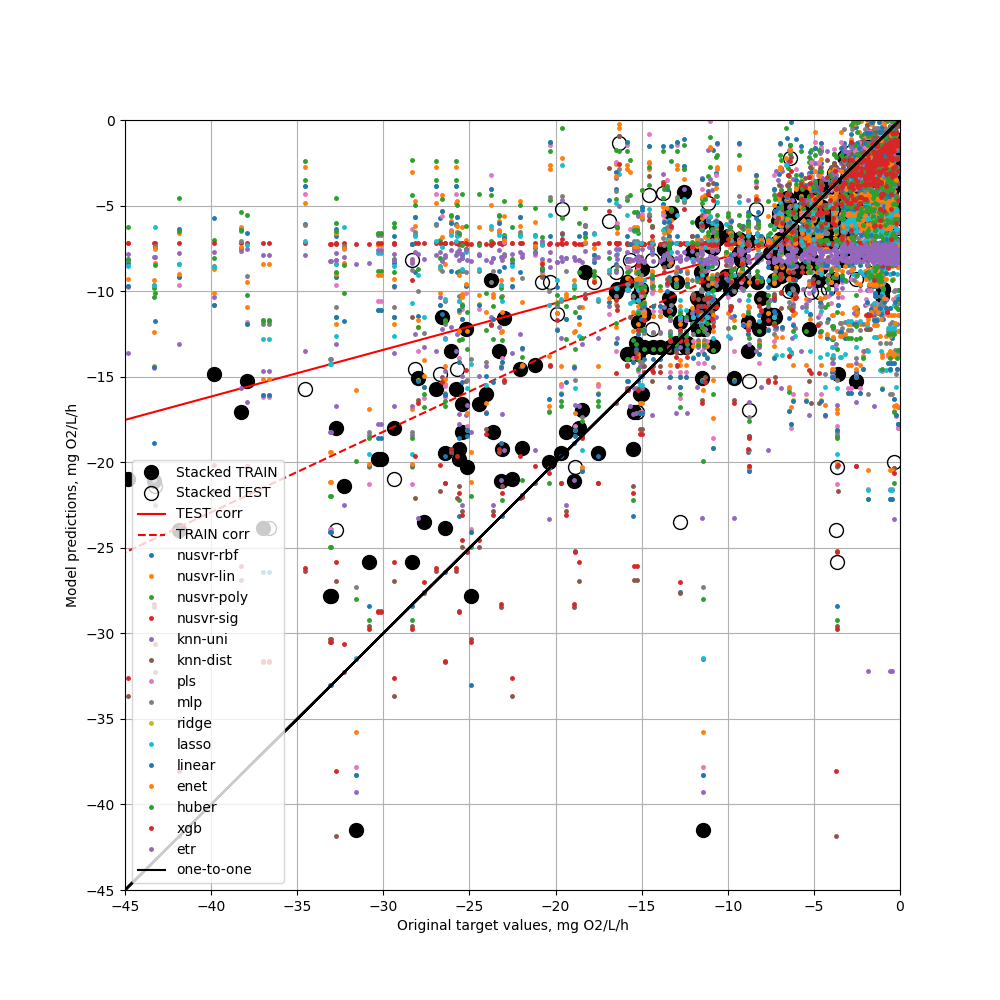 0
−5
−10
−15
−20
−25
−30
−35
−40
−45
Model predictions, mg O2/L/h
Stacked TRAIN
Stacked TEST
TEST corr
TRAIN corr
nusvr-rbf
nusvr-lin
nusvr-poly
nusvr-sig
knn-uni
knn-dist
pls
mlp
ridge
lasso
linear
enet
huber
xgb
etr
one-to-one
−45 −40 −35 −30 −25 −20 −15 −10 −5 0
Original target values, mg O2/L/h